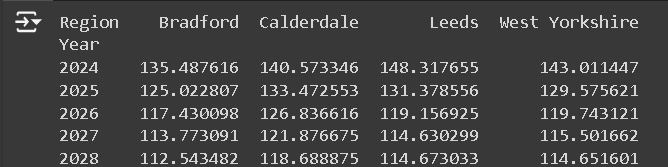 Region Bradford Calderdale Leeds West Yorkshire
Year
2024 135.487616 140.573346 148.317655 143.011447
2025 125.022807 133.472553 131.378556 129.575621
2026 117.430098 126.836616 119.156925 119.743121
2027 113.773091 121.876675 114.630299 115.501662
2028 112.543482 118.688875 114.673033 114.651601